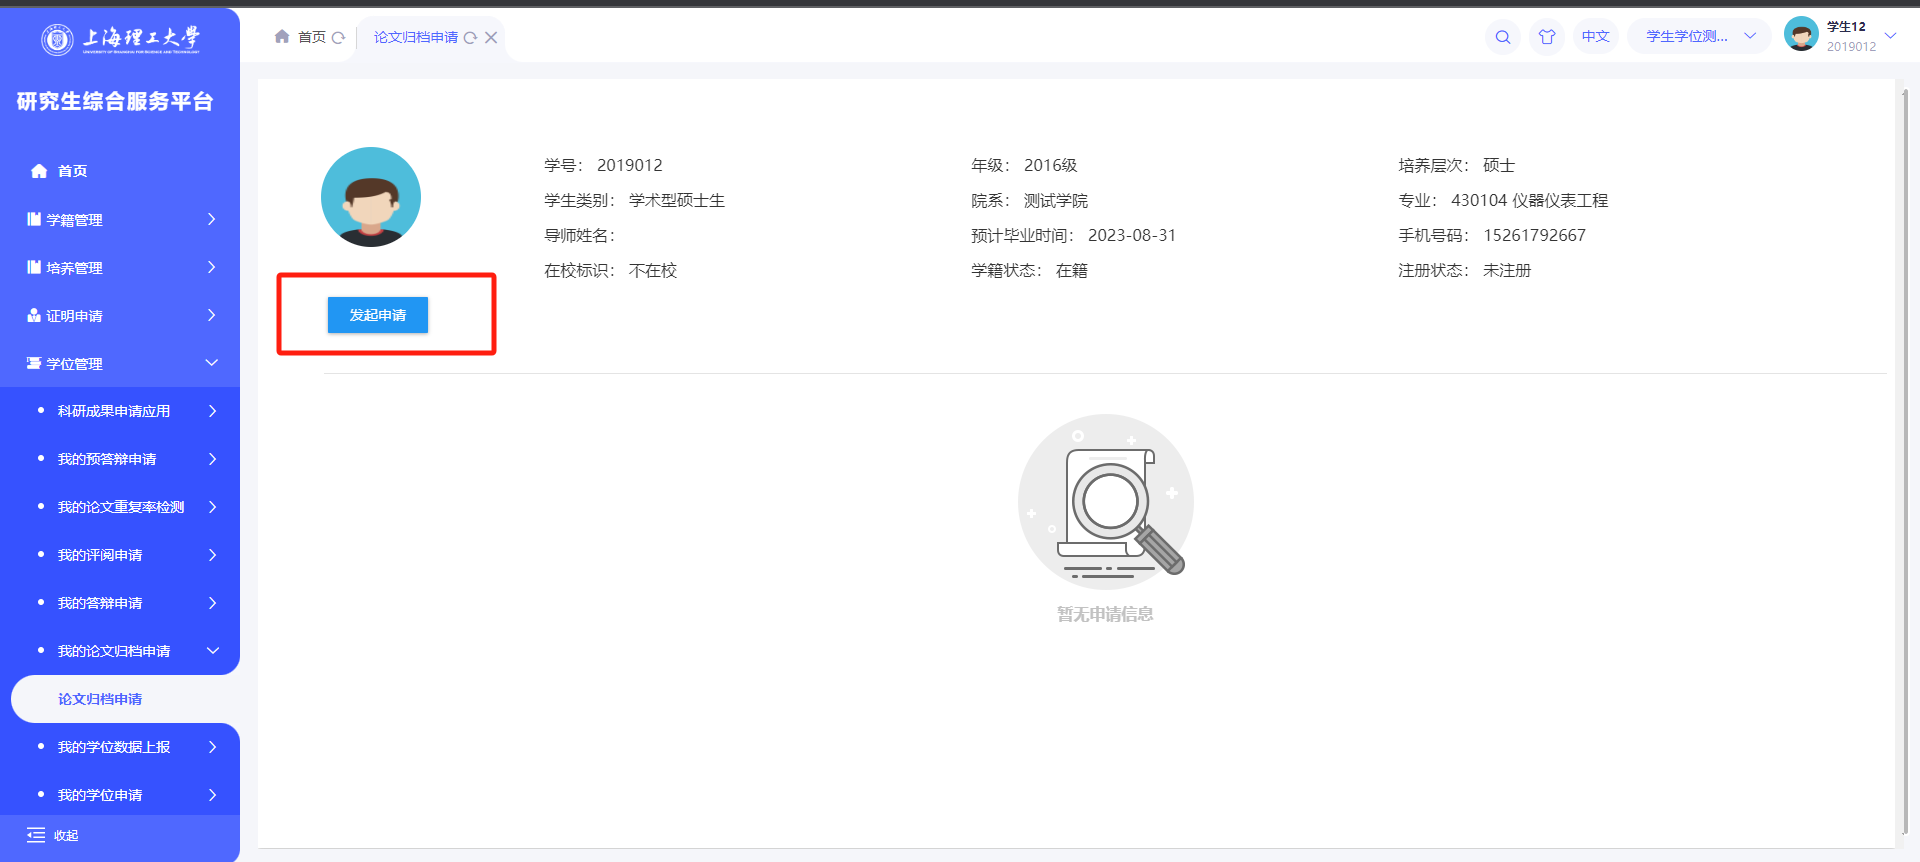 上海理工大学
UNIVERSITY OF SHANGHAI FOR SCIENCE AND TECHNOLOGY
研究生综合服务平台
首页
学籍管理
培养管理
证明申请
学位管理
科研成果申请应用
我的预答辩申请
我的论文重复率检测
我的评阅申请
我的答辩申请
我的论文归档申请
论文归档申请
我的学位数据上报
我的学位申请
收起
首页 论文归档申请
中文 学生学位测... 学生12
2019012
学号： 2019012 年级： 2016级 培养层次： 硕士
学生类别： 学术型硕士生 院系： 测试学院 专业： 430104 仪器仪表工程
导师姓名： 预计毕业时间： 2023-08-31 手机号码： 15261792667
在校标识： 不在校 学籍状态： 在籍 注册状态： 未注册
发起申请
暂无申请信息